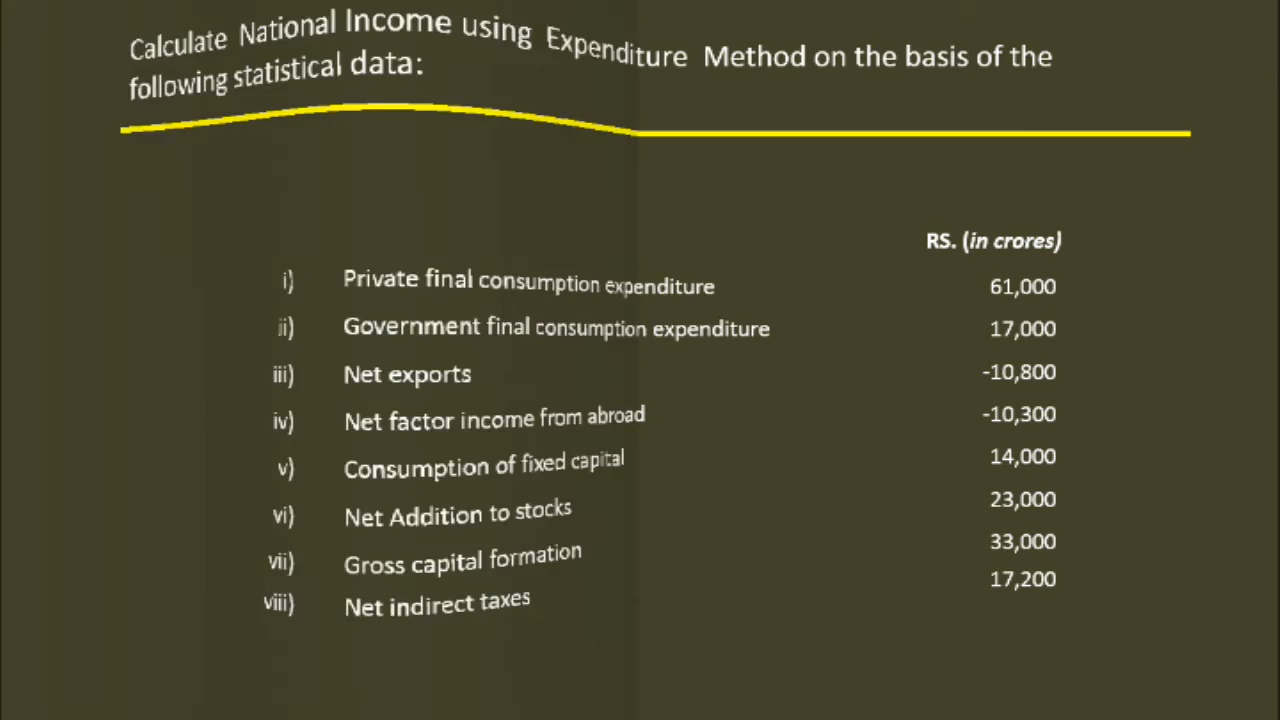 Calculate National Income using Expenditure Method on the basis of the
following statistical data:
RS. (in crores)
i) Private final consumption expenditure 61,000
ii) Government final consumption expenditure 17,000
iii) Net exports -10,800
iv) Net factor income from abroad -10,300
v) Consumption of fixed capital 14,000
vi) Net Addition to stocks 23,000
vii) Gross capital formation 33,000
viii) Net indirect taxes 17,200